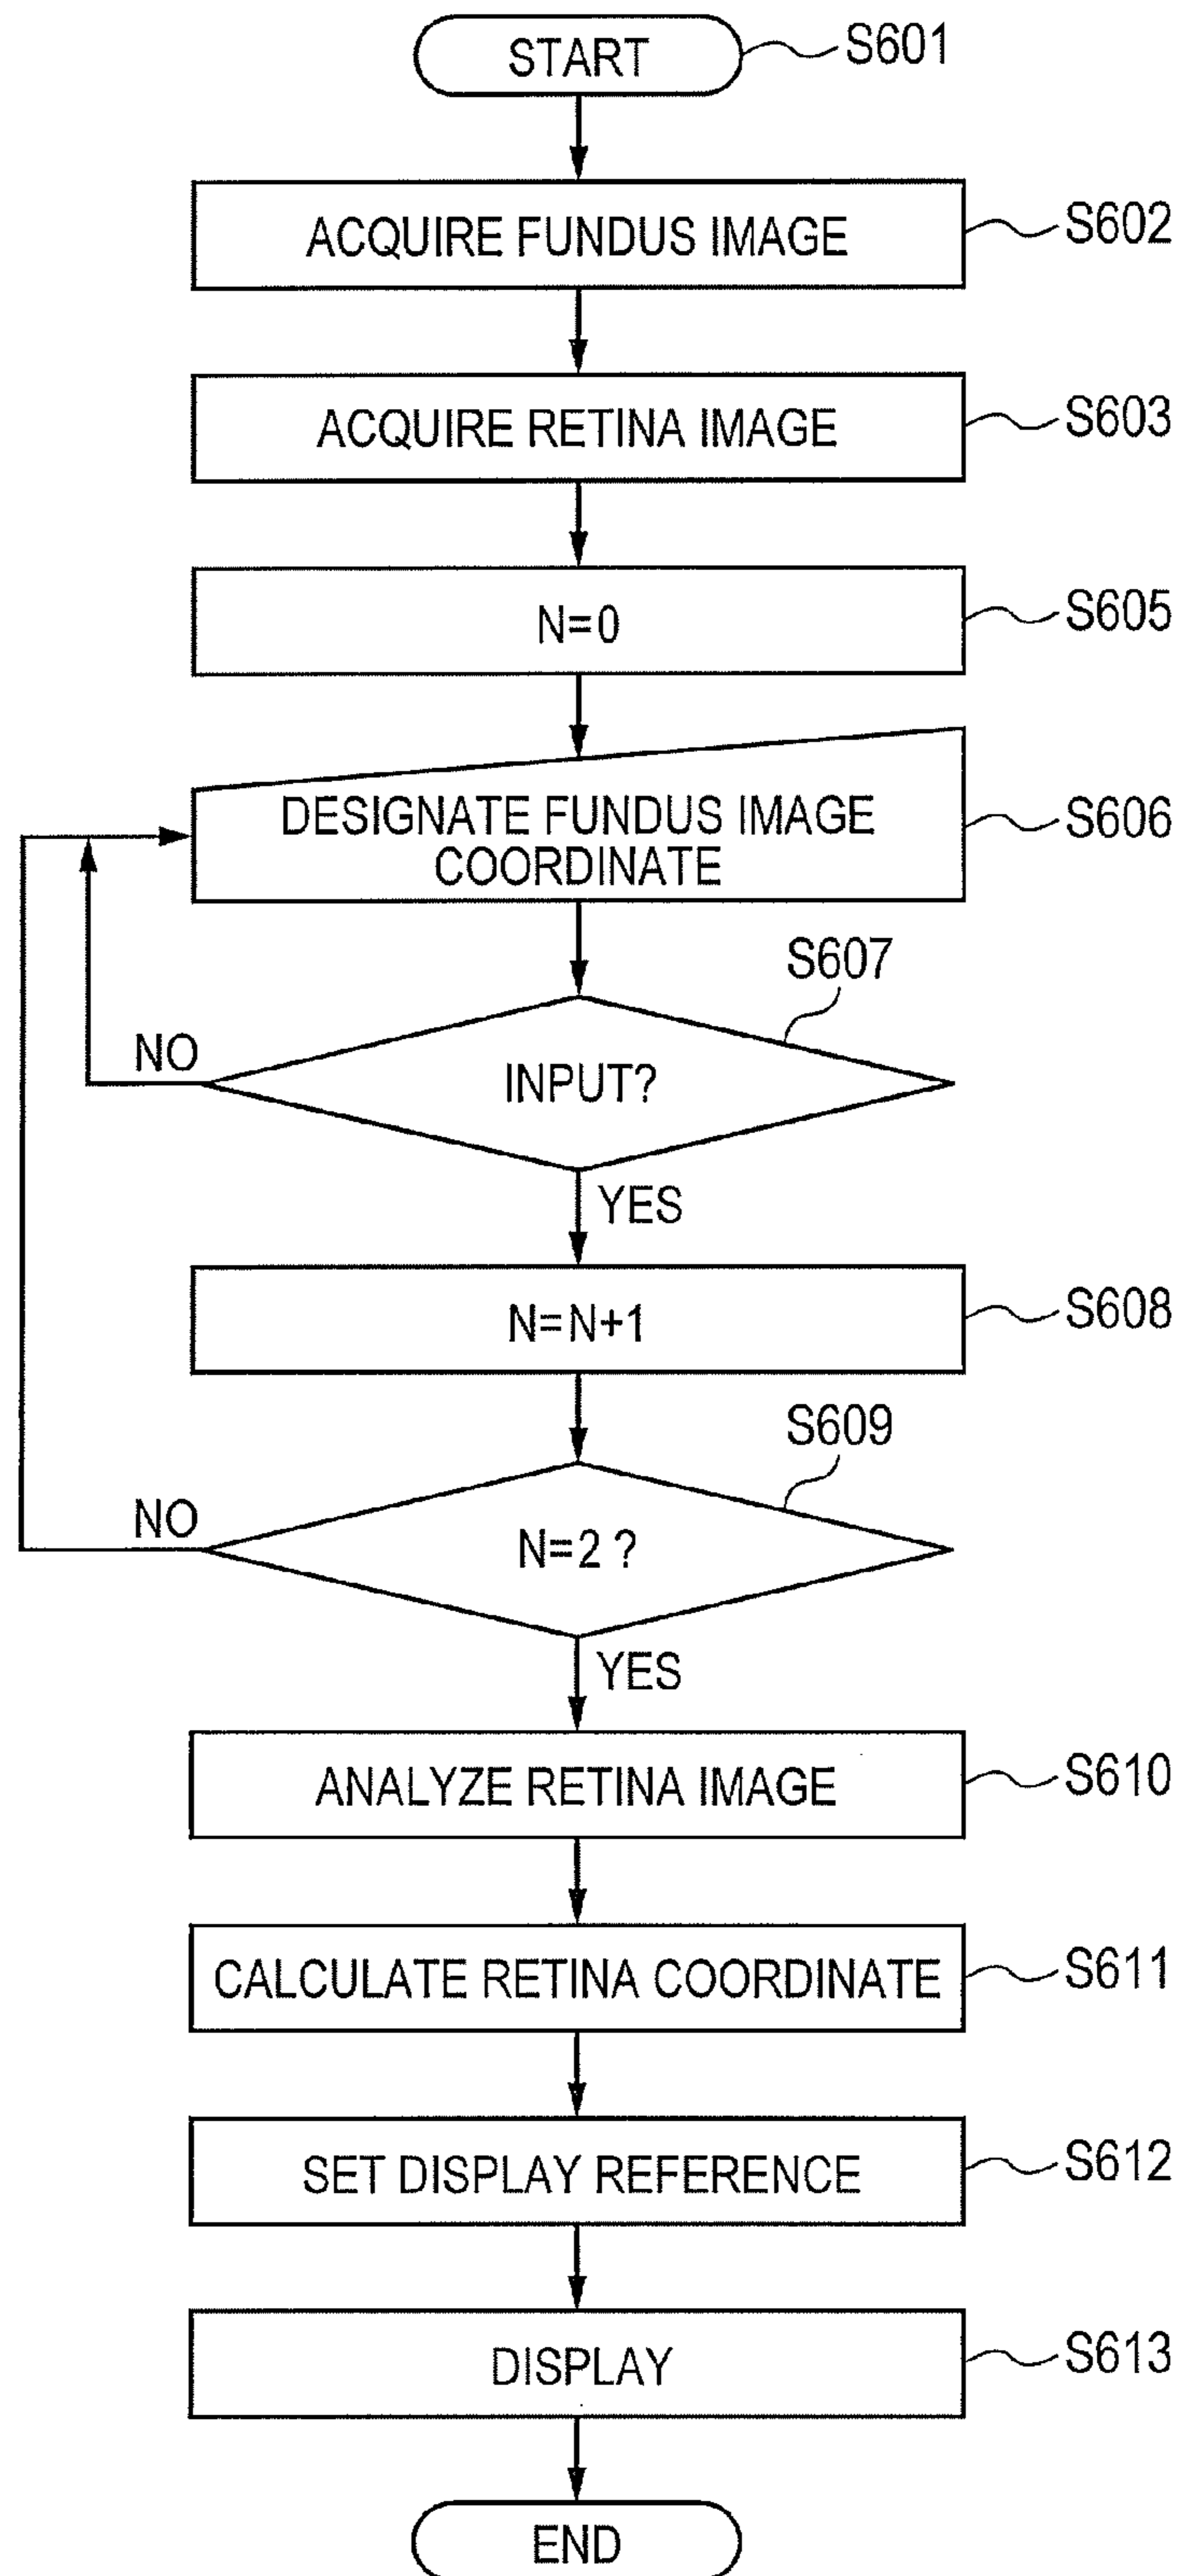 START
S601
ACQUIRE FUNDUS IMAGE
S602
ACQUIRE RETINA IMAGE
S603
N=0
S605
DESIGNATE FUNDUS IMAGE
COORDINATE
S606
S607
NO
INPUT?
YES
N=N+1
S608
S609
NO
N=2 ?
YES
ANALYZE RETINA IMAGE
S610
CALCULATE RETINA COORDINATE
S611
SET DISPLAY REFERENCE
S612
DISPLAY
S613
END